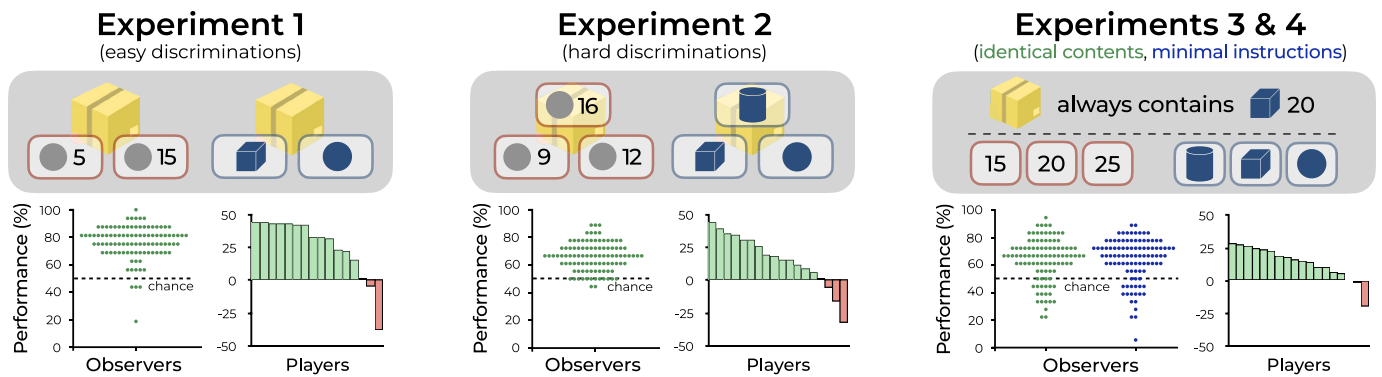 Experiment 1
(easy discriminations)
5
15
Performance (%)
100
80
60
40
20
0
chance
Observers
50
25
0
-25
-50
Players
Experiment 2
(hard discriminations)
16
9
12
Performance (%)
100
80
60
40
20
0
chance
Observers
50
25
0
-25
-50
Players
Experiments 3 & 4
(identical contents, minimal instructions)
always contains 20
15 20 25
Performance (%)
100
80
60
40
20
0
chance
Observers
50
25
0
-25
-50
Players